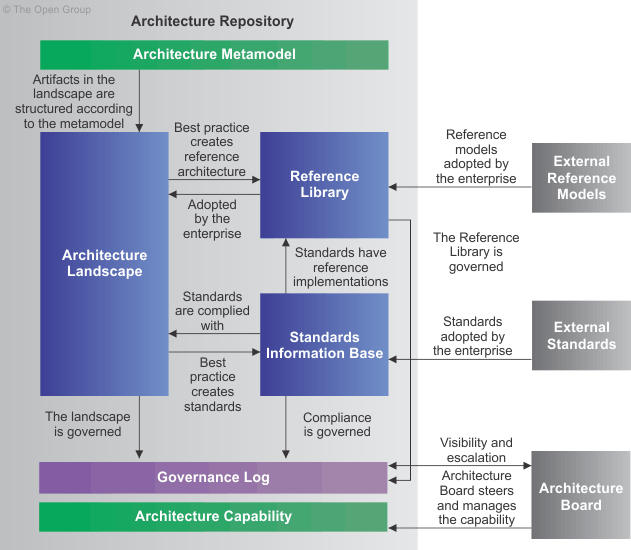 © The Open Group
Architecture Repository
Architecture Metamodel
Artifacts in the
landscape are
structured according
to the metamodel
Best practice
creates
reference
architecture
Reference
Library
Reference
models
adopted by
the enterprise
External
Reference
Models
Adopted
by the
enterprise
Architecture
Landscape
The Reference
Library is
governed
Standards have
reference
implementations
Standards
are complied
with
Standards
Information Base
Standards
adopted by
the enterprise
External
Standards
Best
practice
creates
standards
The landscape
is governed
Compliance
is governed
Visibility and
escalation
Governance Log
Architecture
Board steers
and manages
the capability
Architecture
Board
Architecture Capability